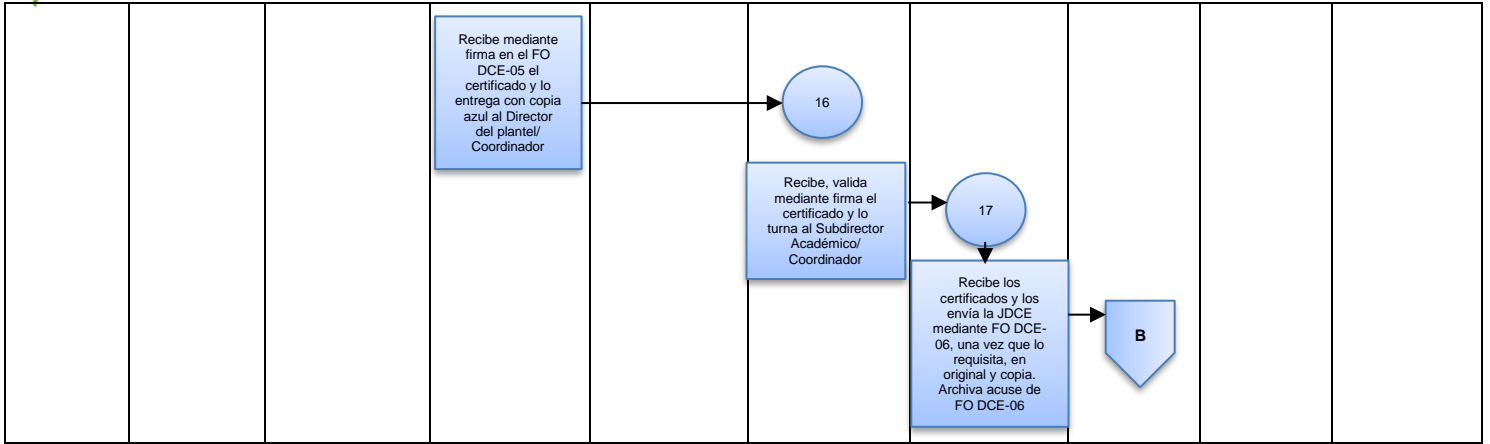 Recibe mediante
firma en el FO
DCE-05 el
certificado y lo
entrega con copia
azul al Director
del plantel/
Coordinador
16
Recibe, valida
mediante firma el
certificado y lo
turna al Subdirector
Académico/
Coordinador
17
Recibe los
certificados y los
envía la JDCE
mediante FO DCE-
06, una vez que lo
requisita, en
original y copia.
Archiva acuse de
FO DCE-06
B